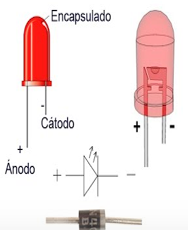 Encapsulado
-
Cátodo
+
Ánodo
+ -
+ -